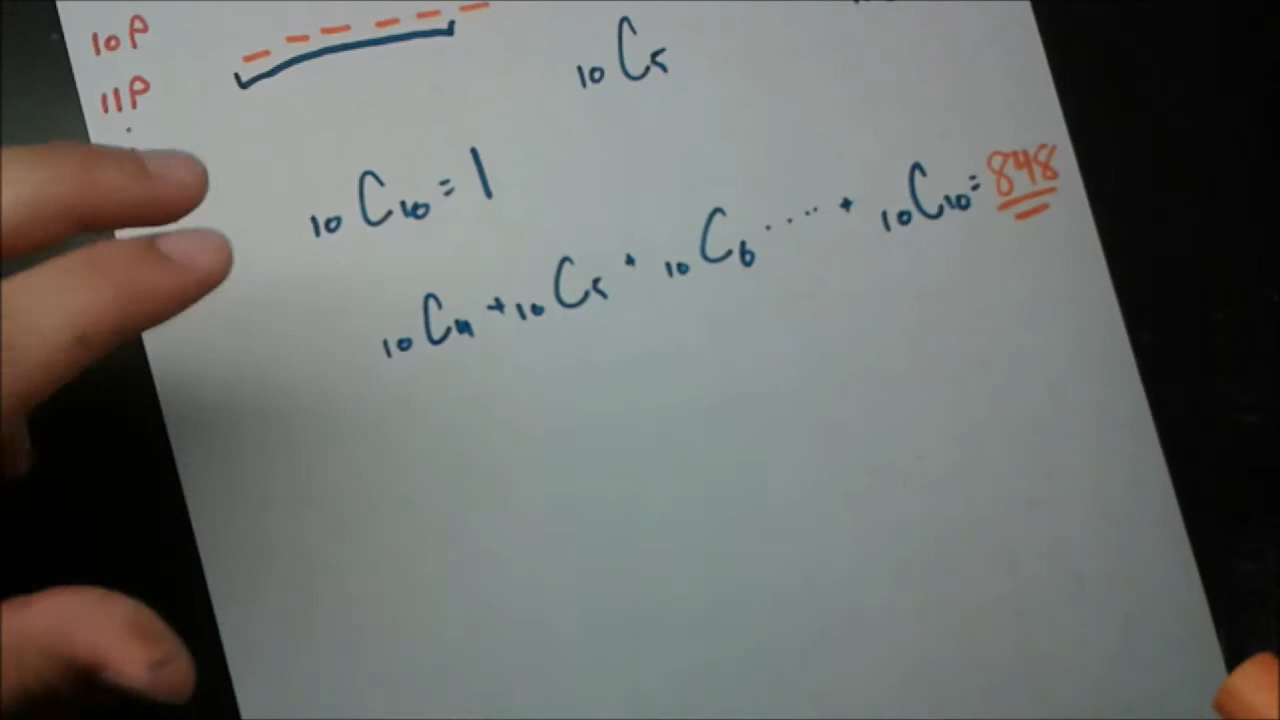 10P
10C5
11P
10C10 = 1
10C4 + 10C5 + 10C6 ..... + 10C10 = 848